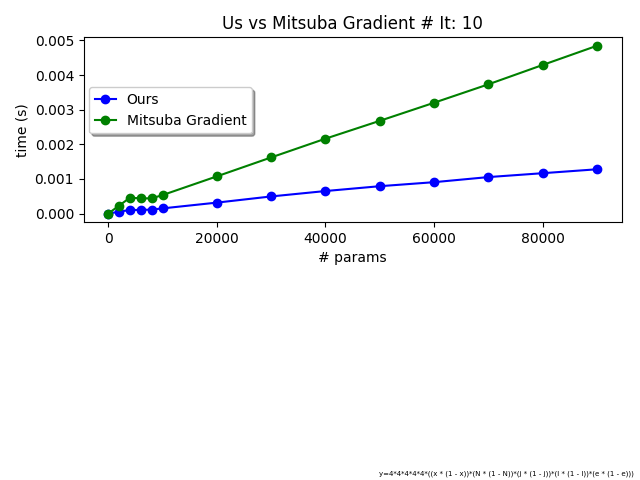 Us vs Mitsuba Gradient # It: 10
0.005
0.004
0.003
0.002
0.001
0.000
time (s)
Ours
Mitsuba Gradient
0 20000 40000 60000 80000
# params
y=4*4*4*4*4*((x * (1 - x))*(N * (1 - N))*(j * (1 - j))*(l * (1 - l))*(e * (1 - e)))